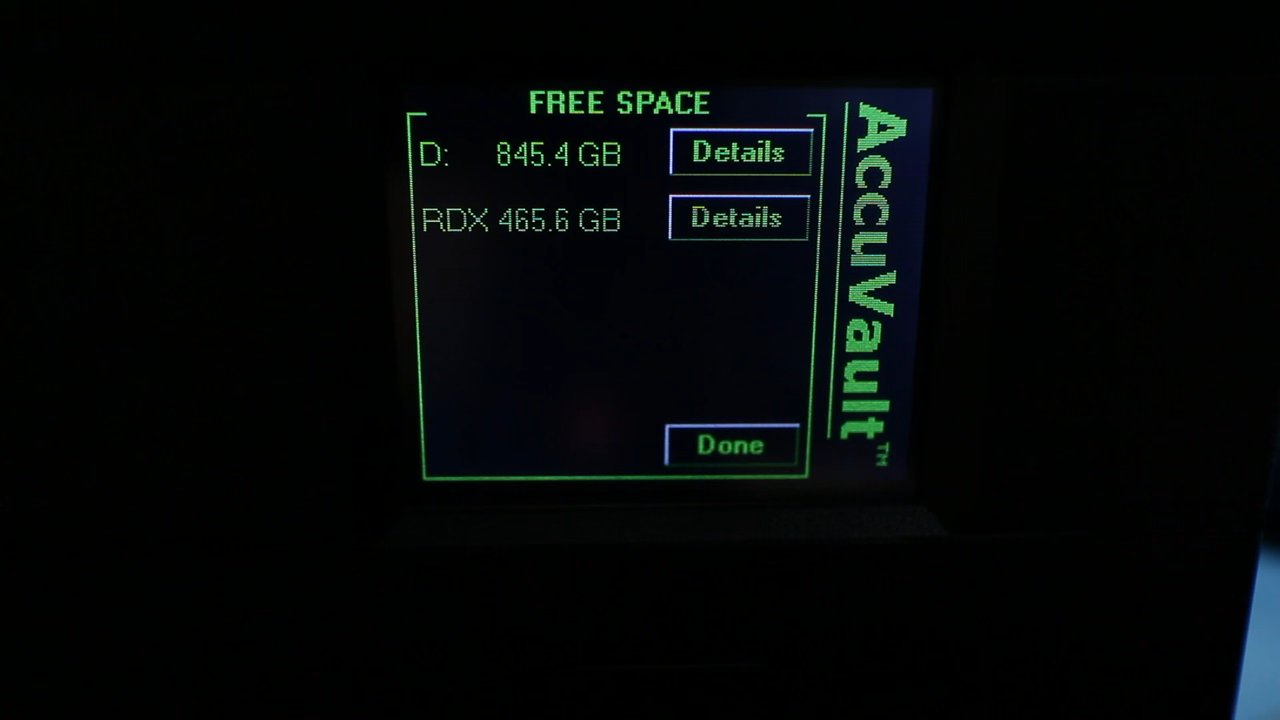 FREE SPACE
D: 845.4 GB Details
RDX 465.6 GB Details
Done
AccuVault™